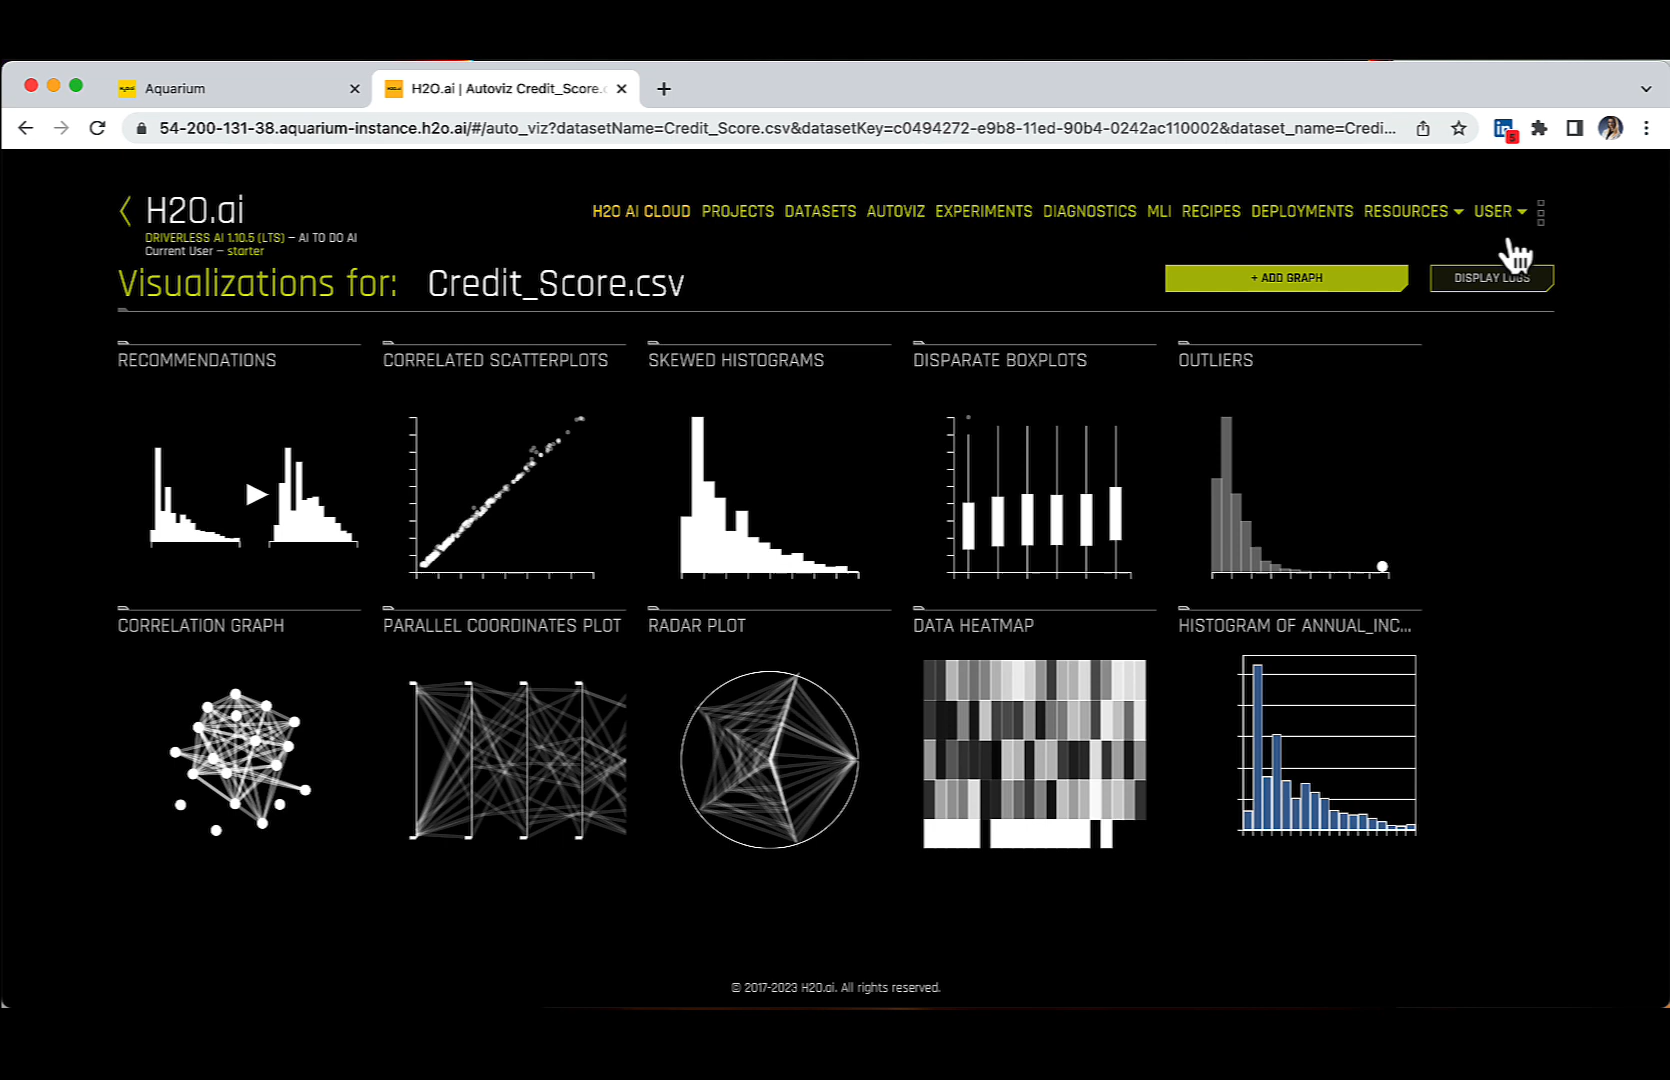 Aquarium
H2O.ai | Autoviz Credit_Score.c
54-200-131-38.aquarium-instance.h2o.ai/#/auto_viz?datasetName=Credit_Score.csv&datasetKey=c0494272-e9b8-11ed-90b4-0242ac110002&dataset_name=Credi...
5
H2O.ai
H2O AI CLOUD PROJECTS DATASETS AUTOVIZ EXPERIMENTS DIAGNOSTICS MLI RECIPES DEPLOYMENTS RESOURCES USER
DRIVERLESS AI 1.10.5 (LTS) – AI TO DO AI
Current User – starter
Visualizations for: Credit_Score.csv
+ ADD GRAPH
DISPLAY LOGS
RECOMMENDATIONS
CORRELATED SCATTERPLOTS
SKEWED HISTOGRAMS
DISPARATE BOXPLOTS
OUTLIERS
CORRELATION GRAPH
PARALLEL COORDINATES PLOT
RADAR PLOT
DATA HEATMAP
HISTOGRAM OF ANNUAL_INC...
© 2017-2023 H2O.ai. All rights reserved.